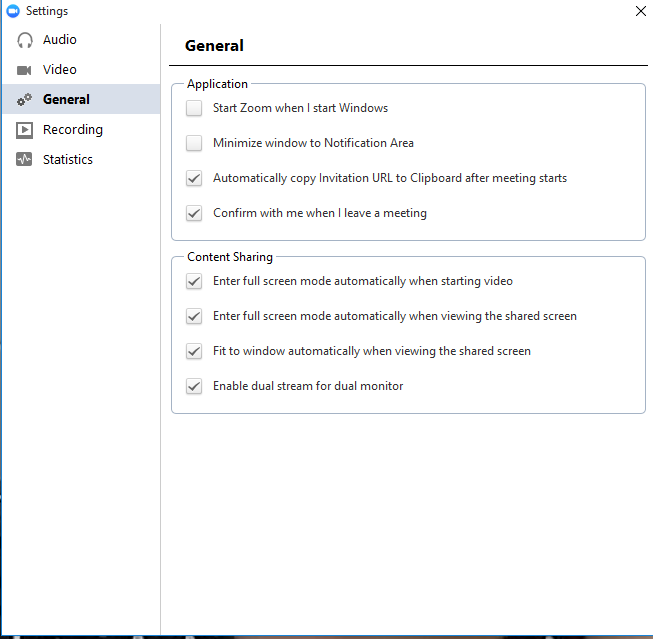 Settings
Audio
Video
General
Recording
Statistics
General
Application
Start Zoom when I start Windows
Minimize window to Notification Area
Automatically copy Invitation URL to Clipboard after meeting starts
Confirm with me when I leave a meeting
Content Sharing
Enter full screen mode automatically when starting video
Enter full screen mode automatically when viewing the shared screen
Fit to window automatically when viewing the shared screen
Enable dual stream for dual monitor